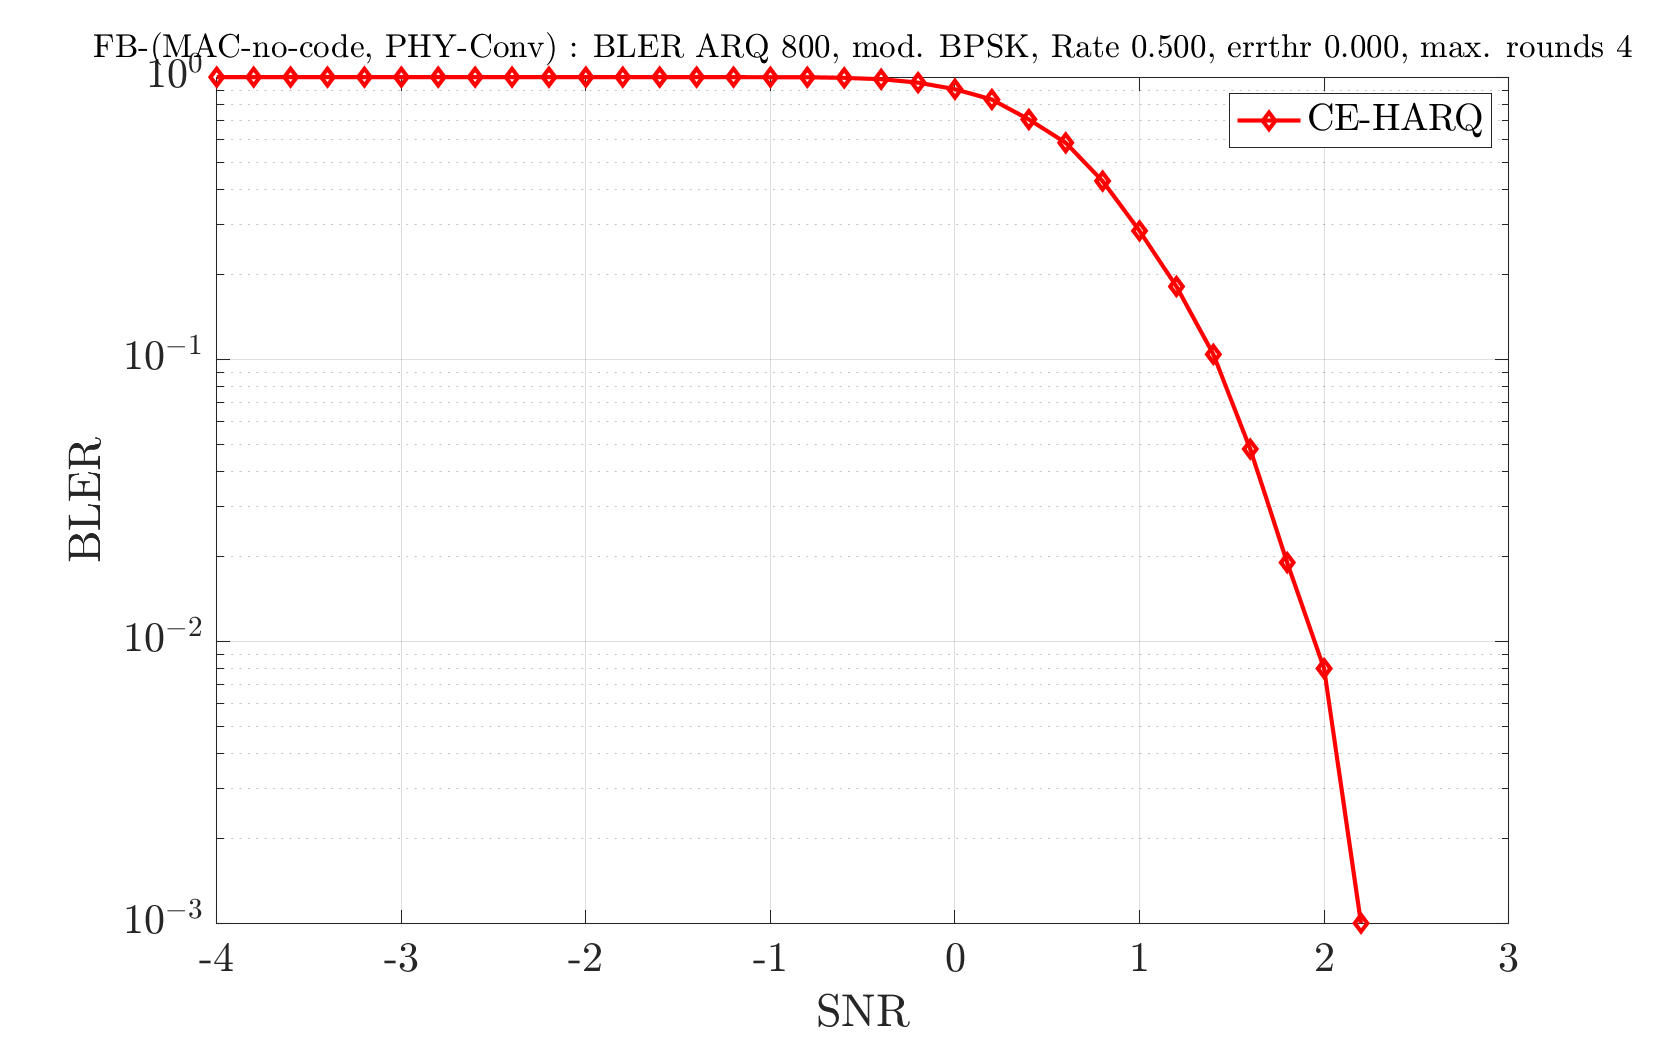 FB-(MAC-no-code, PHY-Conv) : BLER ARQ 800, mod. BPSK, Rate 0.500, errthr 0.000, max. rounds 4
10⁰
CE-HARQ
10⁻¹
BLER
10⁻²
10⁻³
-4 -3 -2 -1 0 1 2 3
SNR